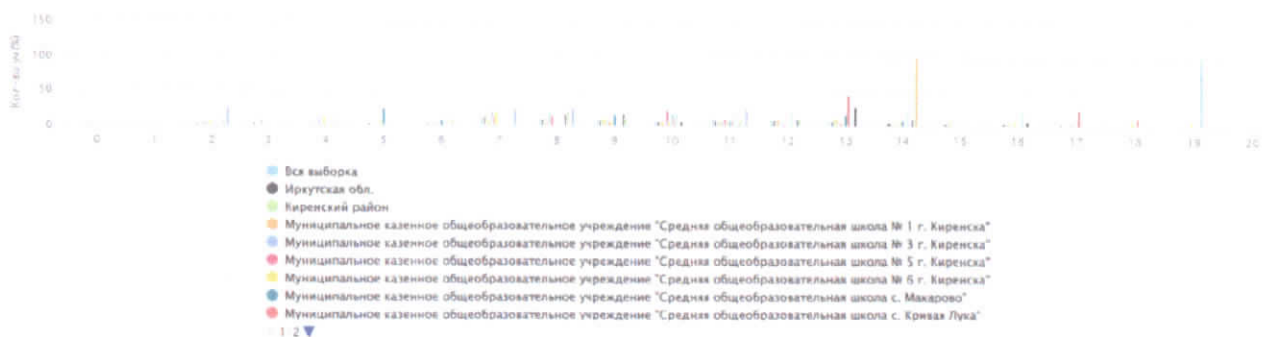 150
100
50
0
Кол-во уч(%)
0 1 2 3 4 5 6 7 8 9 10 11 12 13 14 15 16 17 18 19 20
Вся выборка
Иркутская обл.
Киренский район
Муниципальное казенное общеобразовательное учреждение "Средняя общеобразовательная школа № 1 г. Киренска"
Муниципальное казенное общеобразовательное учреждение "Средняя общеобразовательная школа № 3 г. Киренска"
Муниципальное казенное общеобразовательное учреждение "Средняя общеобразовательная школа № 5 г. Киренска"
Муниципальное казенное общеобразовательное учреждение "Средняя общеобразовательная школа № 6 г. Киренска"
Муниципальное казенное общеобразовательное учреждение "Средняя общеобразовательная школа с. Макарово"
Муниципальное казенное общеобразовательное учреждение "Средняя общеобразовательная школа с. Кривая Лука"
1 2